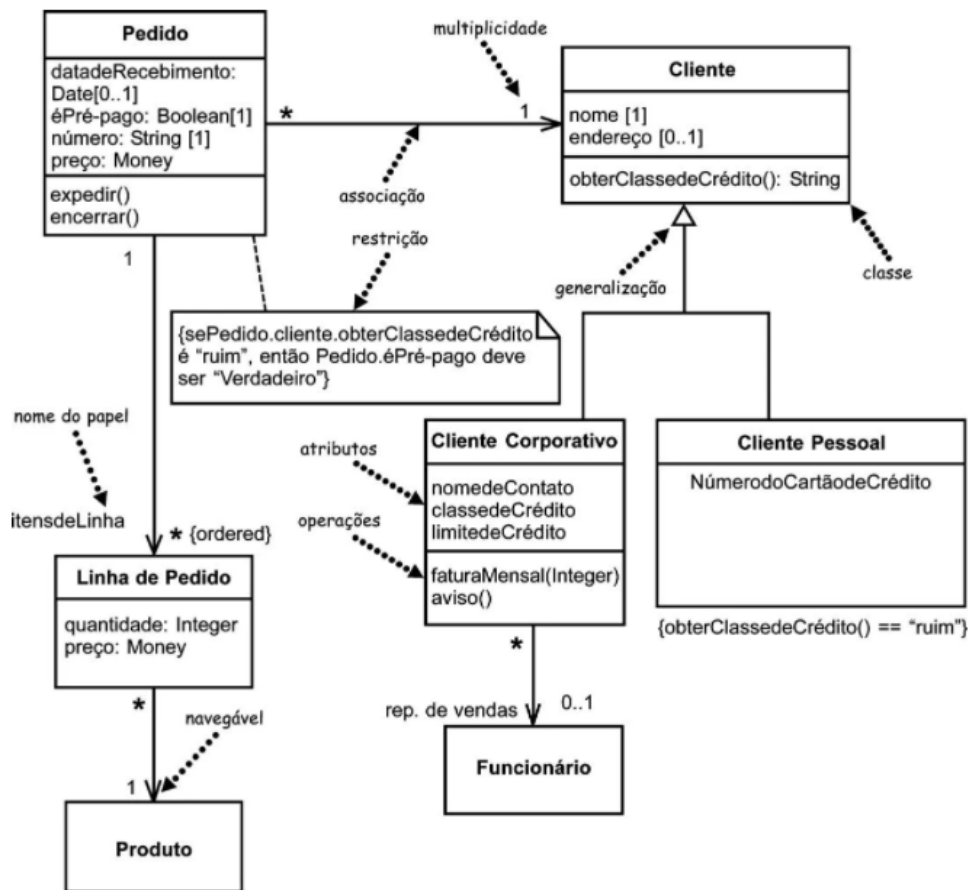 Pedido
datadeRecebimento:
Date[0..1]
éPré-pago: Boolean[1]
número: String [1]
preço: Money
expedir()
encerrar()
multiplicidade
*
1
associação
Cliente
nome [1]
endereço [0..1]
obterClassedeCrédito(): String
classe
generalização
restrição
{sePedido.cliente.obterClassedeCrédito
é “ruim”, então Pedido.éPré-pago deve
ser “Verdadeiro”}
1
nome do papel
itensdeLinha
* {ordered}
Linha de Pedido
quantidade: Integer
preço: Money
*
navegável
1
Produto
atributos
operações
Cliente Corporativo
nomedeContato
classedeCrédito
limitedeCrédito
faturaMensal(Integer)
aviso()
*
rep. de vendas
0..1
Funcionário
Cliente Pessoal
NúmerodoCartãodeCrédito
{obterClassedeCrédito() == “ruim”}